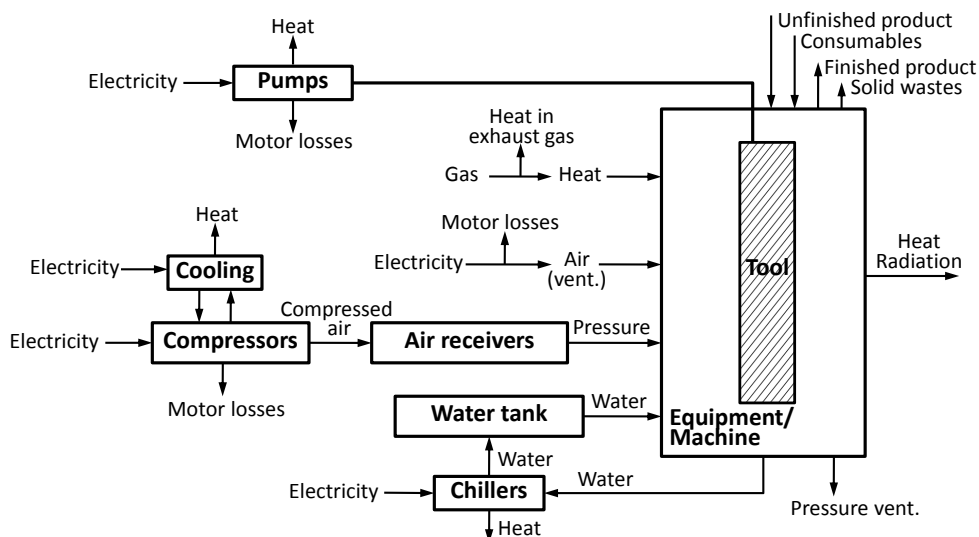 Unfinished product
Consumables
Finished product
Solid wastes
Heat
Electricity
Pumps
Motor losses
Heat in
exhaust gas
Gas
Heat
Motor losses
Electricity
Air
(vent.)
Tool
Heat
Radiation
Heat
Electricity
Cooling
Compressed
air
Electricity
Compressors
Air receivers
Pressure
Motor losses
Water tank
Water
Equipment/
Machine
Water
Electricity
Chillers
Water
Heat
Pressure vent.